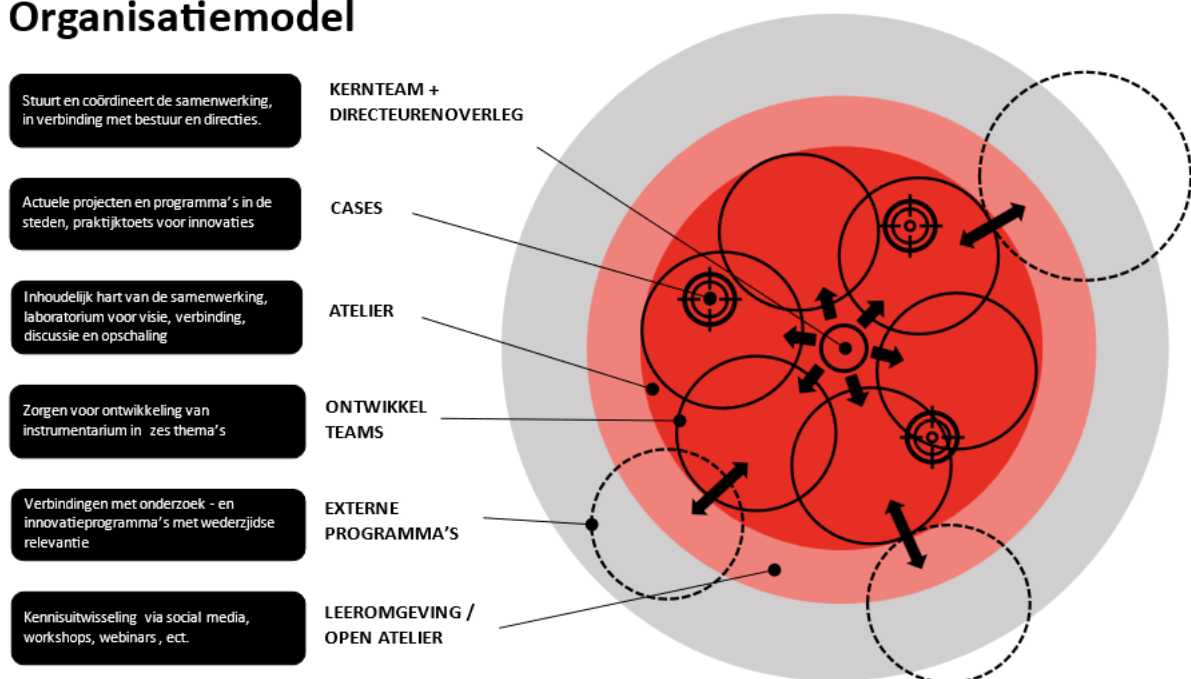 Organisatiemodel
Stuurt en coördineert de samenwerking,
in verbinding met bestuur en directies.
KERNTEAM +
DIRECTEURENOVERLEG
Actuele projecten en programma's in de
steden, praktijktoets voor innovaties
CASES
Inhoudelijk hart van de samenwerking,
laboratorium voor visie, verbinding,
discussie en opschaling
ATELIER
Zorgen voor ontwikkeling van
instrumentarium in zes thema's
ONTWIKKEL
TEAMS
Verbindingen met onderzoek - en
innovatieprogramma's met wederzjidse
relevantie
EXTERNE
PROGRAMMA'S
Kennisuitwisseling via social media,
workshops, webinars , ect.
LEEROMGEVING /
OPEN ATELIER